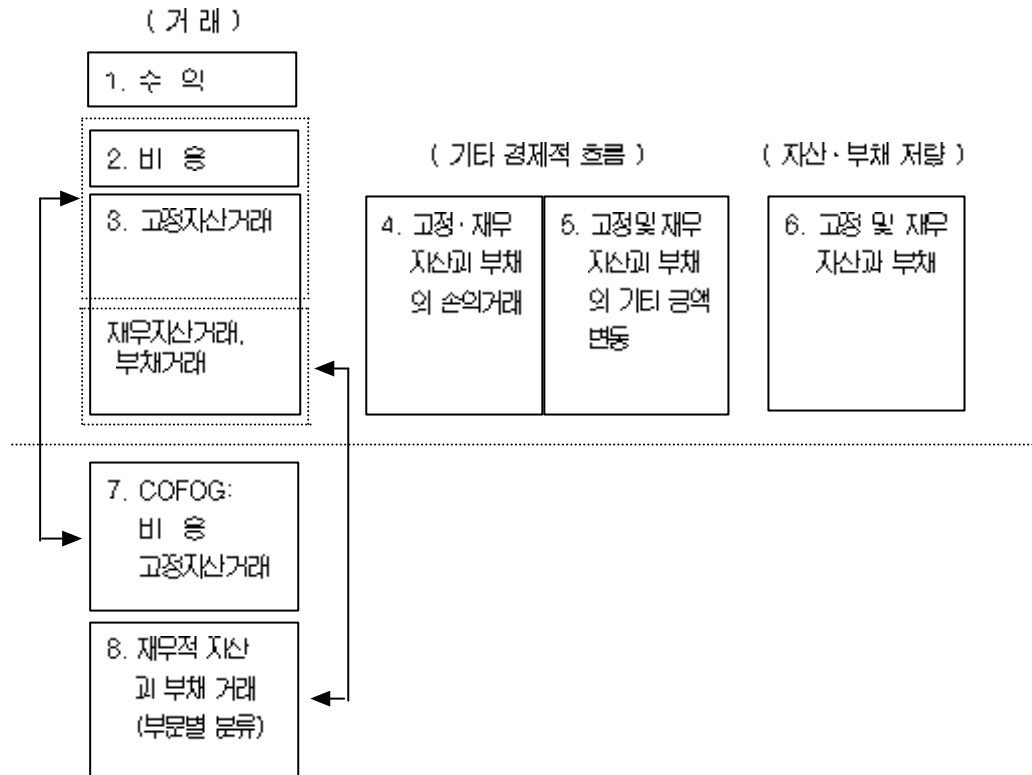 ( 거 래 )
1. 수 익
2. 비 용
3. 고정자산거래
재무자산거래,
부채거래
( 기타 경제적 흐름 )
4. 고정·재무
자산과 부채
의 손익거래
5. 고정및 재무
자산과 부채
의 기타 금액
변동
( 자산·부채 저량 )
6. 고정 및 재무
자산과 부채
7. COFOG:
비 용
고정자산거래
8. 재무적 자산
과 부채 거래
(부문별 분류)